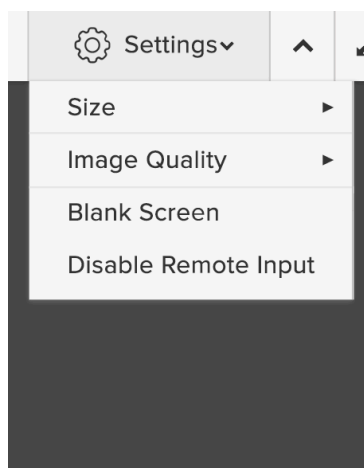 Settings
Size
Image Quality
Blank Screen
Disable Remote Input